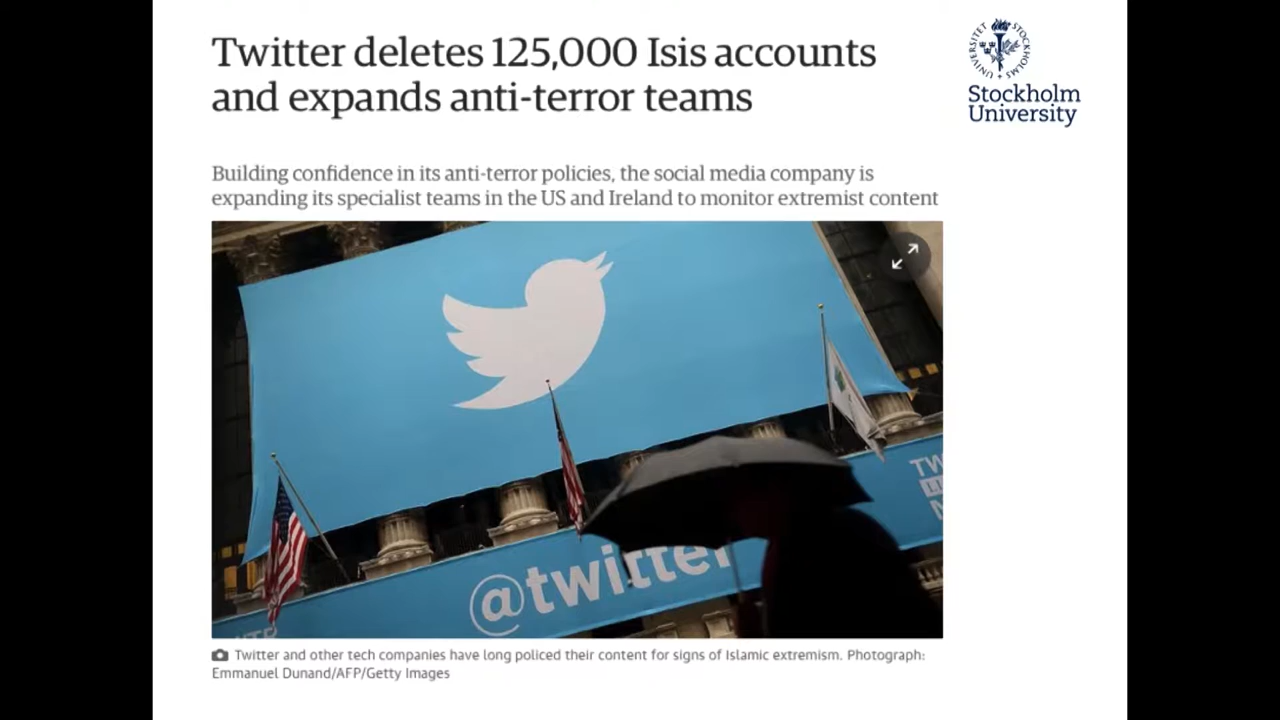 Twitter deletes 125,000 Isis accounts
and expands anti-terror teams
UNIVERSITET STOCKHOLMS
Stockholm
University
Building confidence in its anti-terror policies, the social media company is
expanding its specialist teams in the US and Ireland to monitor extremist content
@twitter
Twitter and other tech companies have long policed their content for signs of Islamic extremism. Photograph:
Emmanuel Dunand/AFP/Getty Images